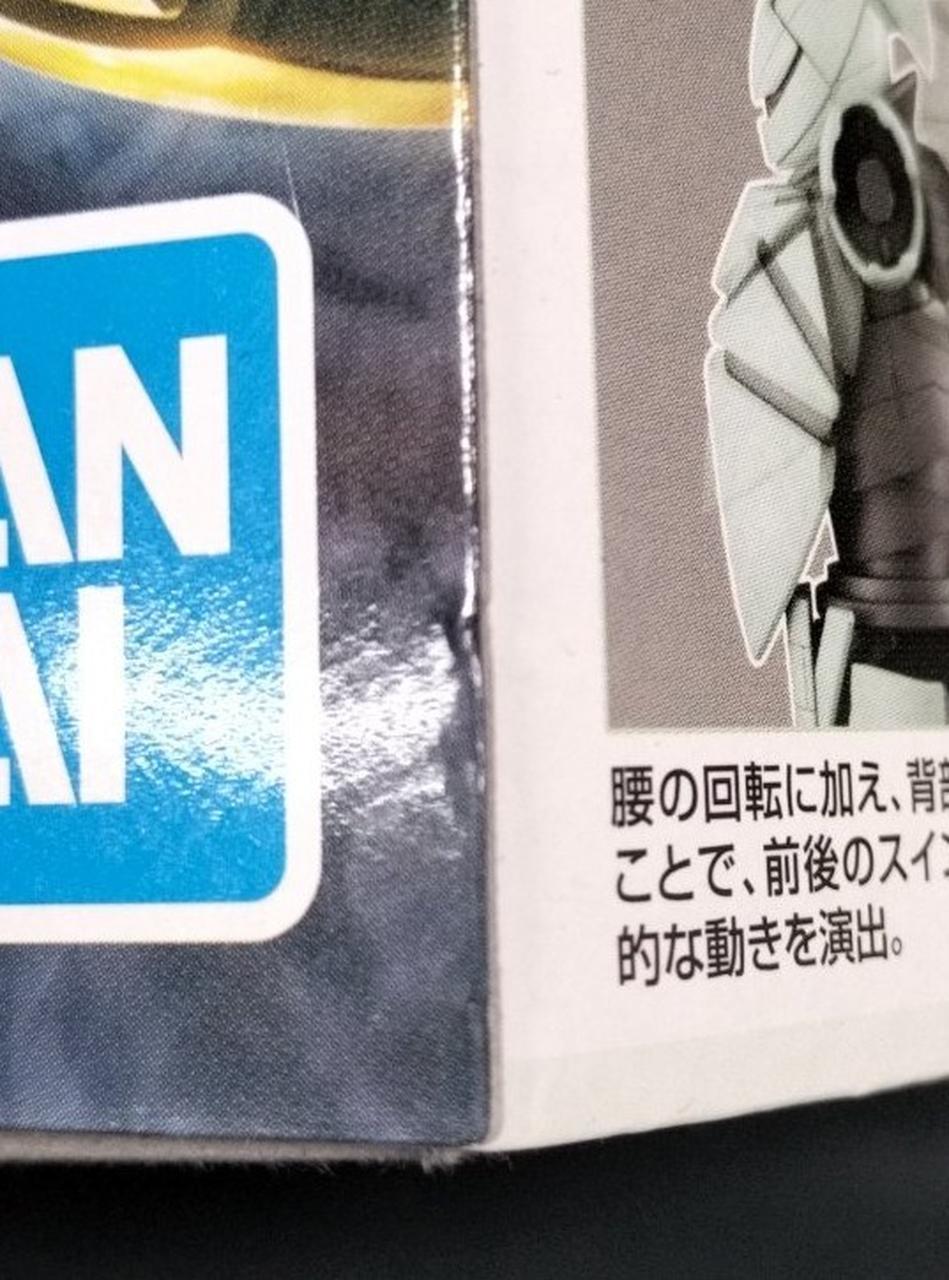 AN
AI
腰の回転に加え、背部
ことで、前後のスイン
的な動きを演出。